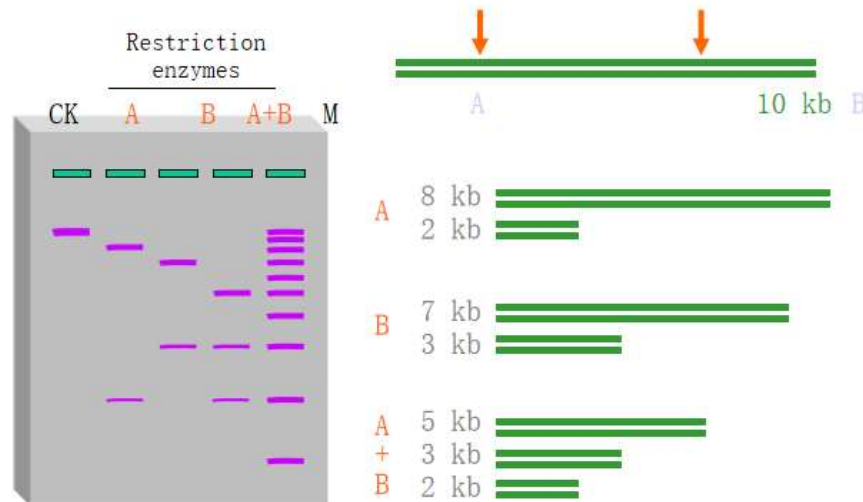 Restriction
enzymes
CK A B A+B M
A 10 kb B
A 8 kb
2 kb
B 7 kb
3 kb
A 5 kb
+ 3 kb
B 2 kb